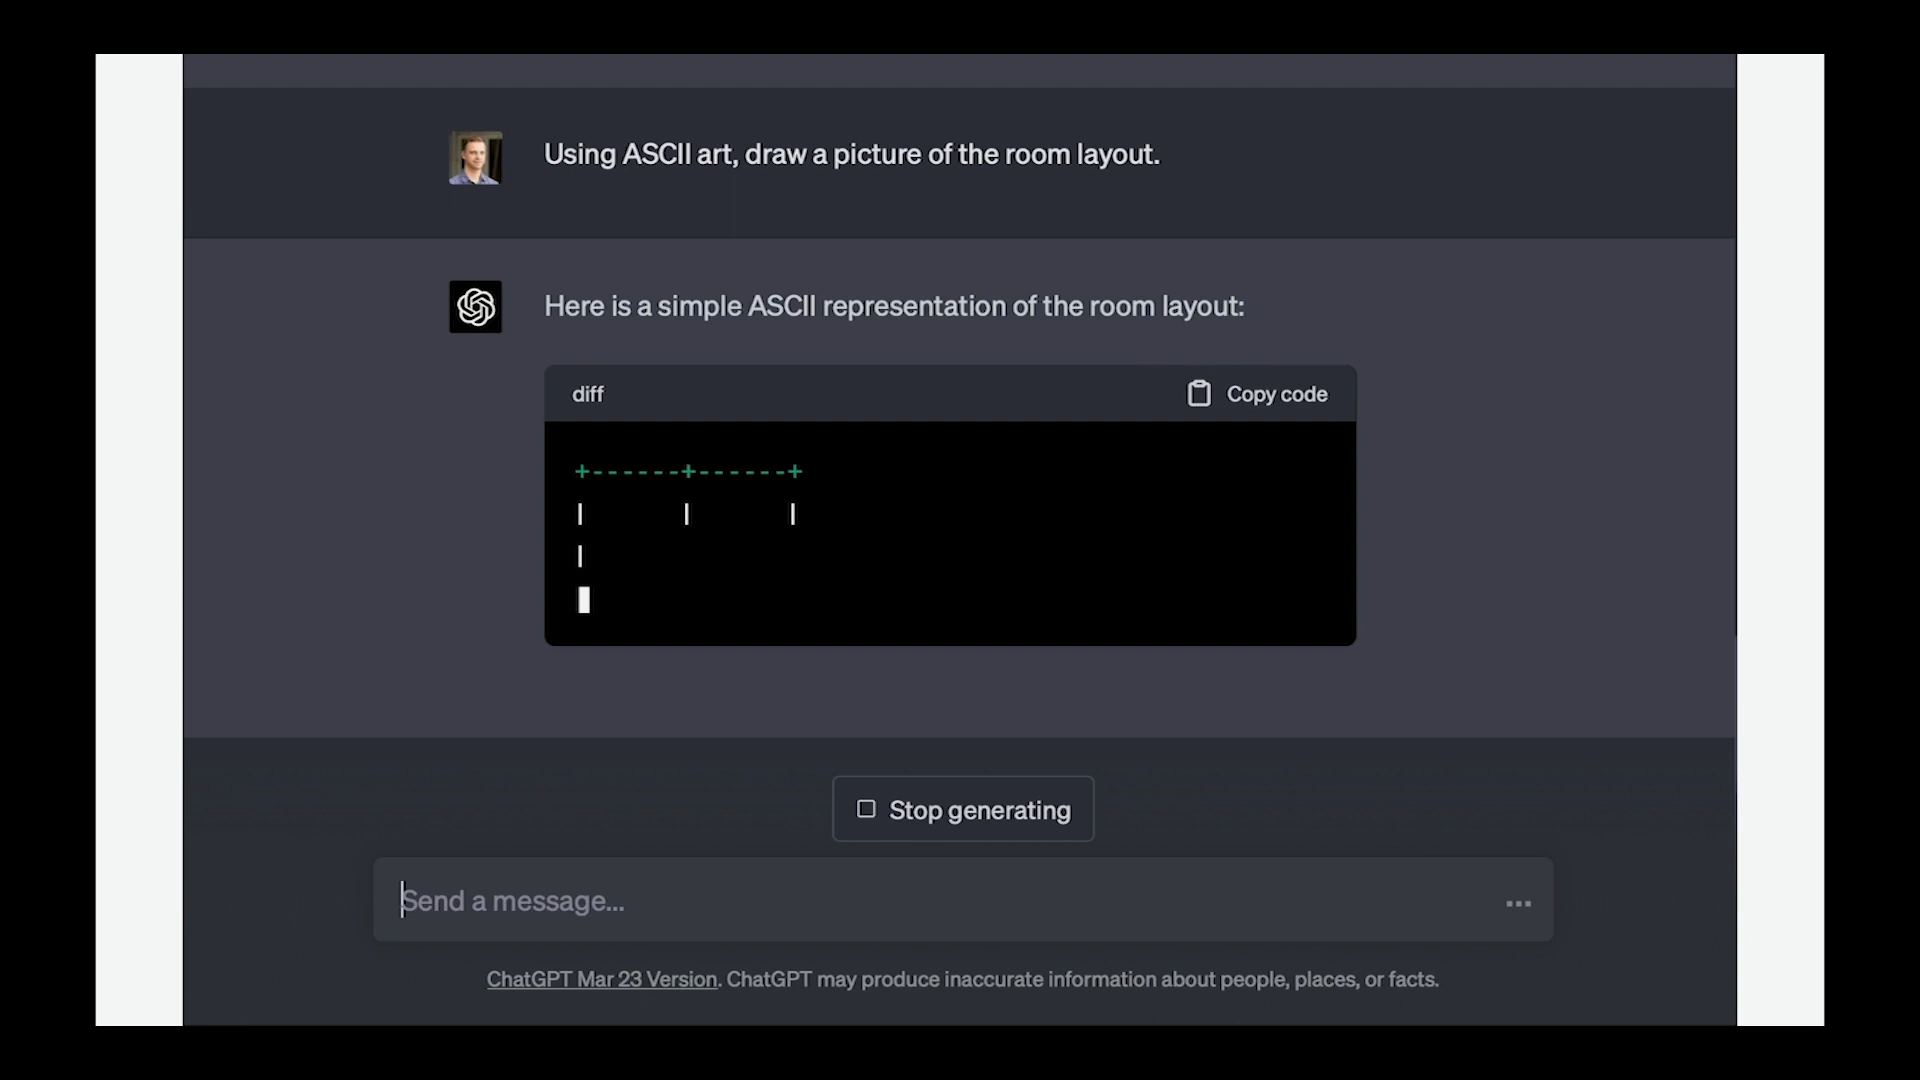 Using ASCII art, draw a picture of the room layout.
Here is a simple ASCII representation of the room layout:
diff
Copy code
+------+------+
|      |      |
|
Stop generating
Send a message...
ChatGPT Mar 23 Version. ChatGPT may produce inaccurate information about people, places, or facts.